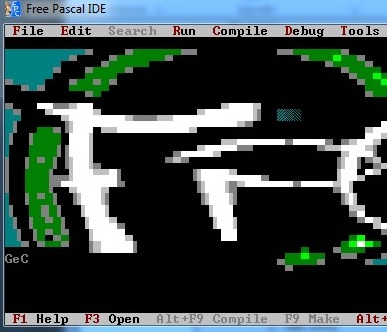 Free Pascal IDE
File Edit Search Run Compile Debug Tools
GeC
F1 Help F3 Open Alt+F9 Compile F9 Make Alt+